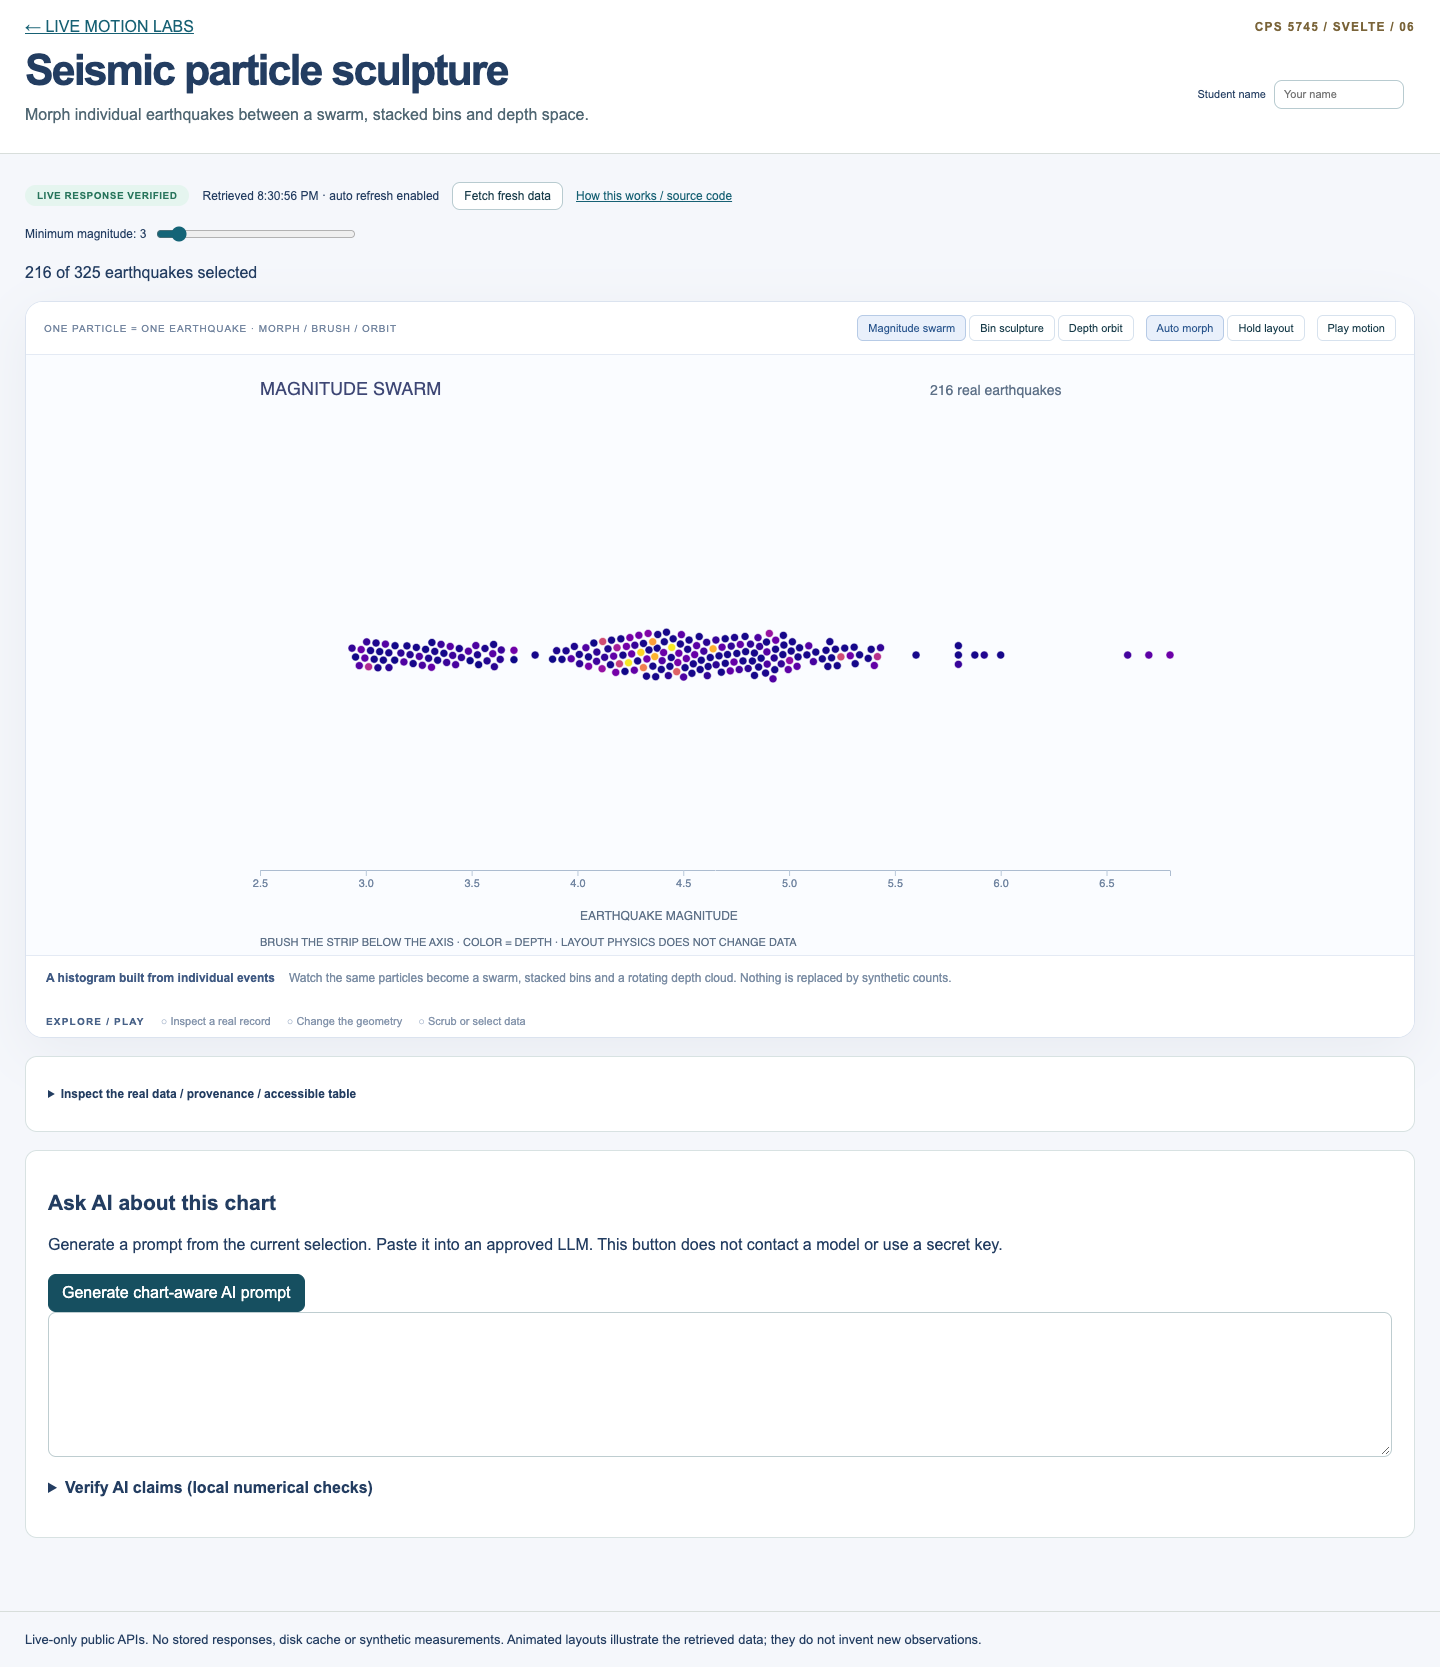 ← LIVE MOTION LABS
CPS 5745 / SVELTE / 06
Seismic particle sculpture
Student name Your name
Morph individual earthquakes between a swarm, stacked bins and depth space.
LIVE RESPONSE VERIFIED Retrieved 8:30:56 PM · auto refresh enabled Fetch fresh data How this works / source code
Minimum magnitude: 3
216 of 325 earthquakes selected
ONE PARTICLE = ONE EARTHQUAKE · MORPH / BRUSH / ORBIT Magnitude swarm Bin sculpture Depth orbit Auto morph Hold layout Play motion
MAGNITUDE SWARM 216 real earthquakes
2.5 3.0 3.5 4.0 4.5 5.0 5.5 6.0 6.5
EARTHQUAKE MAGNITUDE
BRUSH THE STRIP BELOW THE AXIS · COLOR = DEPTH · LAYOUT PHYSICS DOES NOT CHANGE DATA
A histogram built from individual events Watch the same particles become a swarm, stacked bins and a rotating depth cloud. Nothing is replaced by synthetic counts.
EXPLORE / PLAY ○ Inspect a real record ○ Change the geometry ○ Scrub or select data
▶ Inspect the real data / provenance / accessible table
Ask AI about this chart
Generate a prompt from the current selection. Paste it into an approved LLM. This button does not contact a model or use a secret key.
Generate chart-aware AI prompt
▶ Verify AI claims (local numerical checks)
Live-only public APIs. No stored responses, disk cache or synthetic measurements. Animated layouts illustrate the retrieved data; they do not invent new observations.